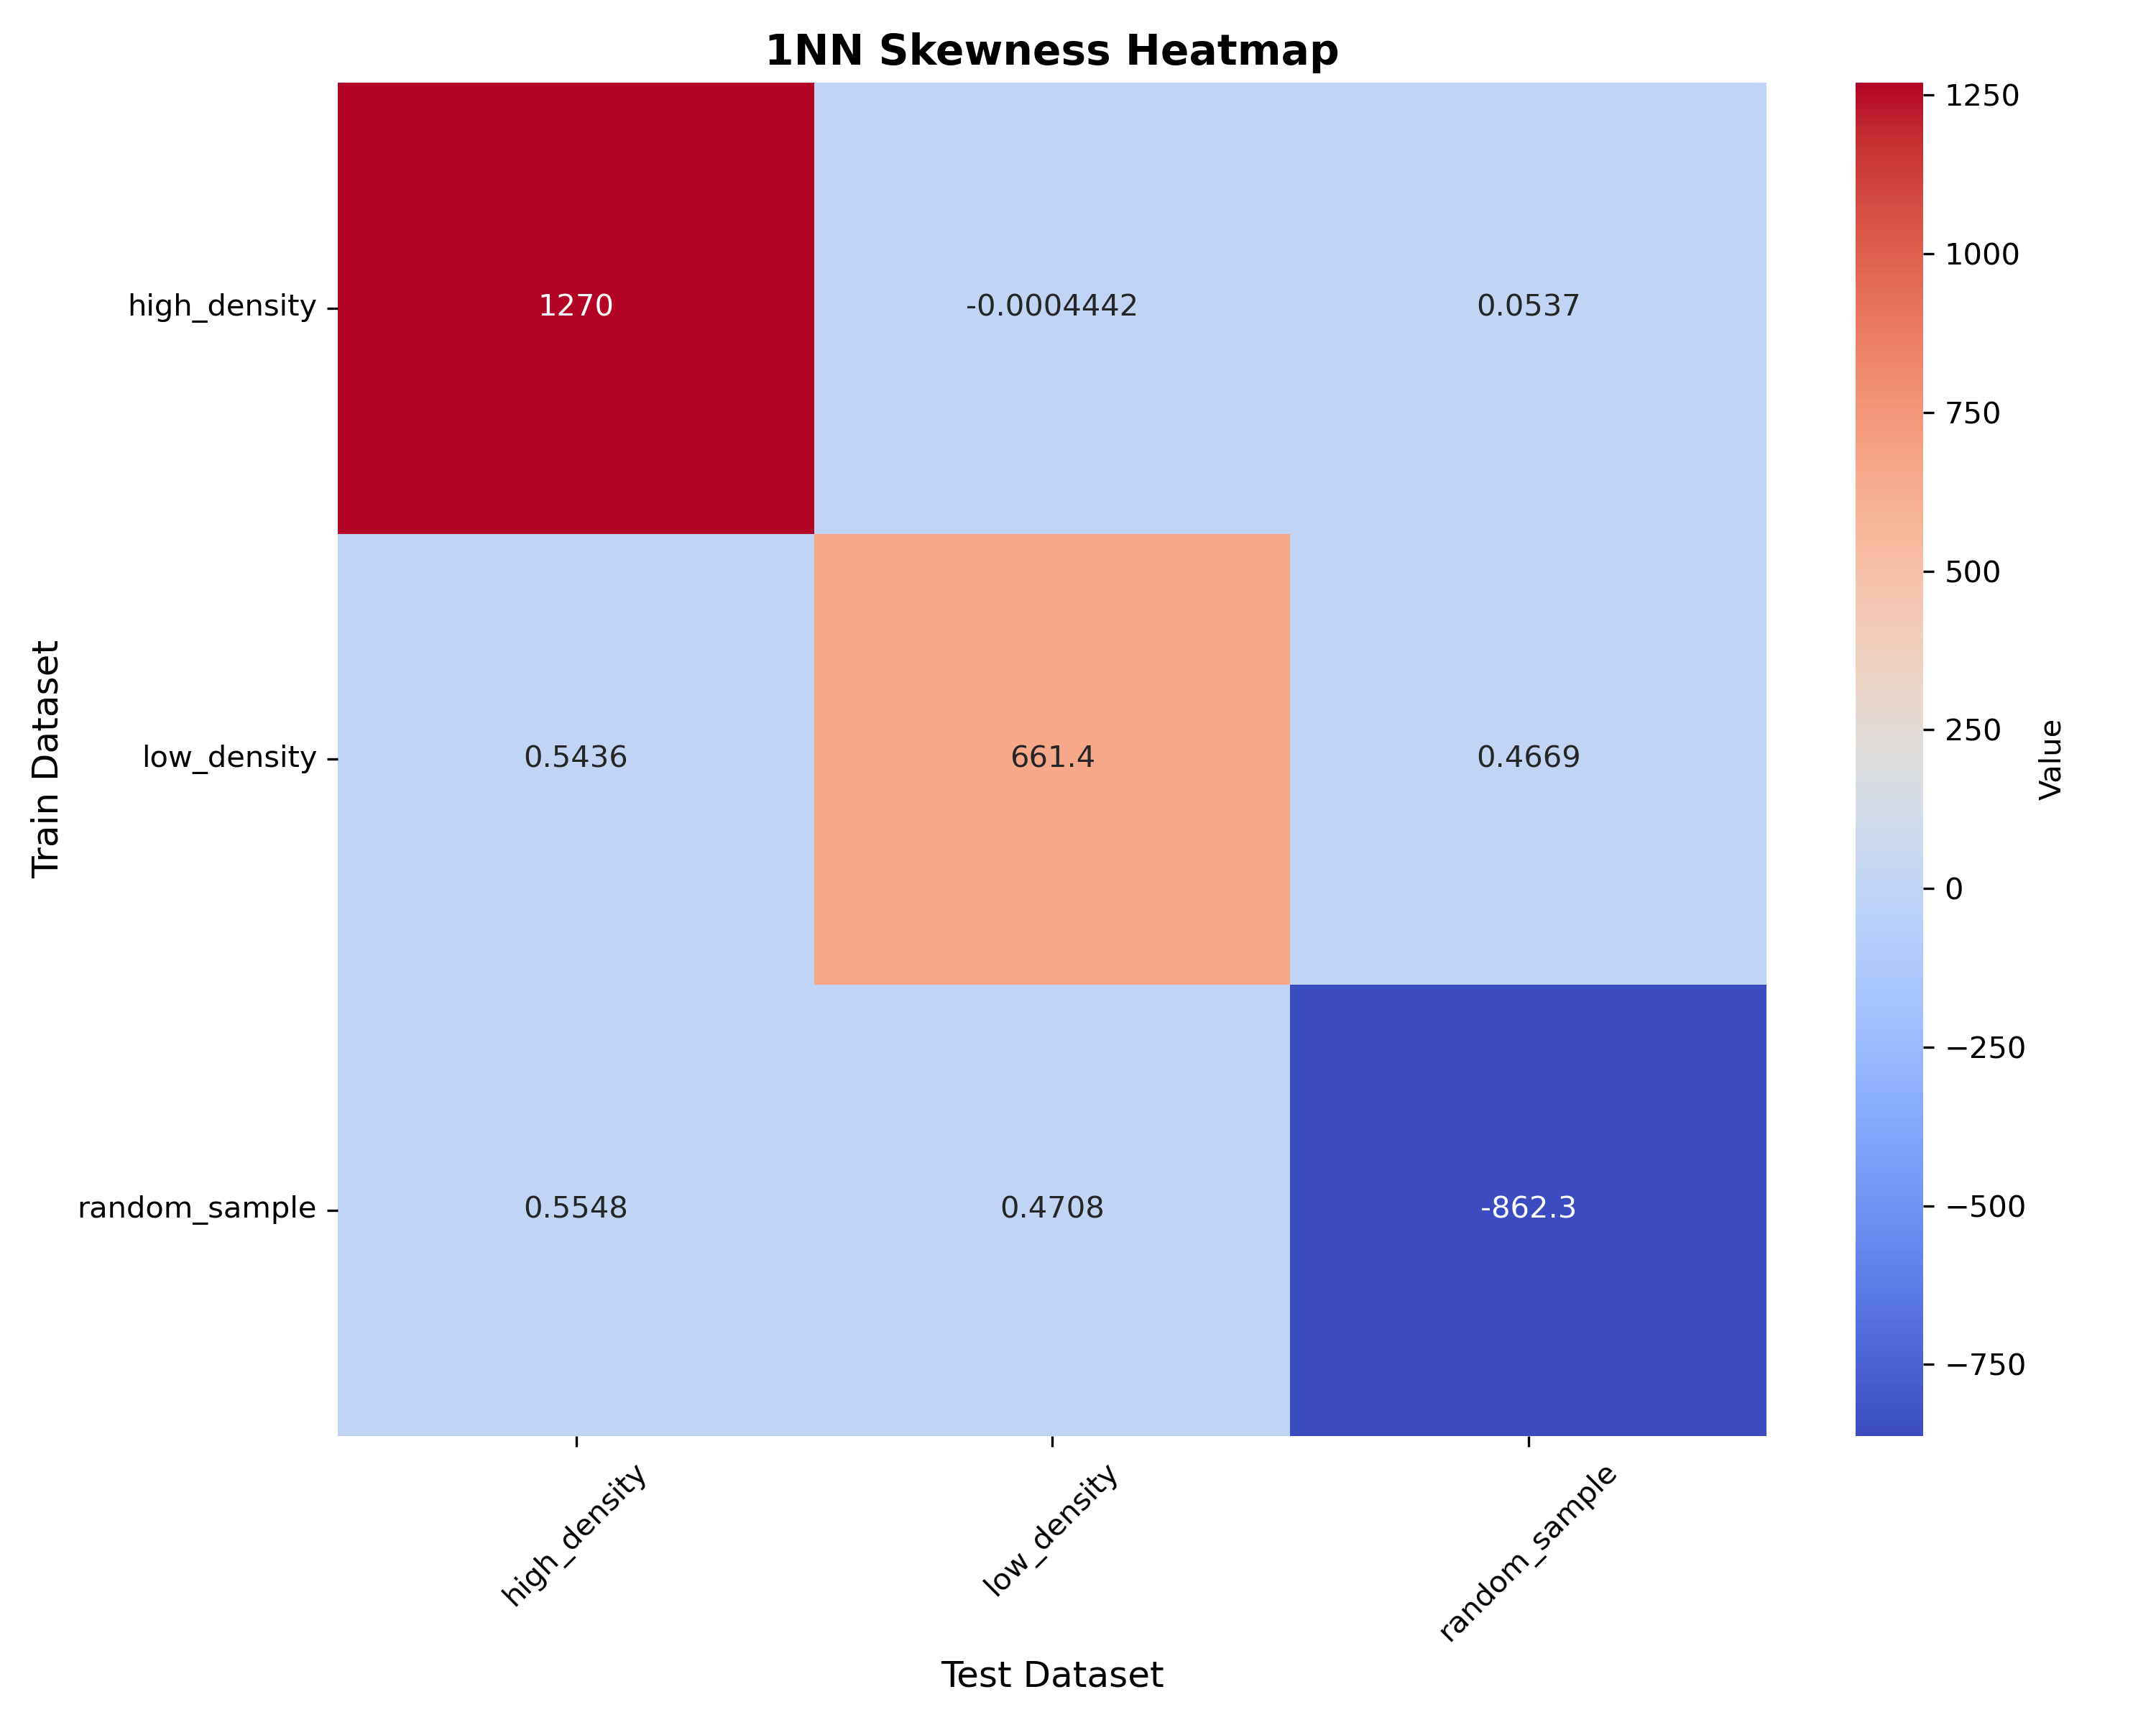 1NN Skewness Heatmap
Train Dataset
high_density
low_density
random_sample
1270
-0.0004442
0.0537
0.5436
661.4
0.4669
0.5548
0.4708
-862.3
high_density
low_density
random_sample
Test Dataset
1250
1000
750
500
250
0
−250
−500
−750
Value